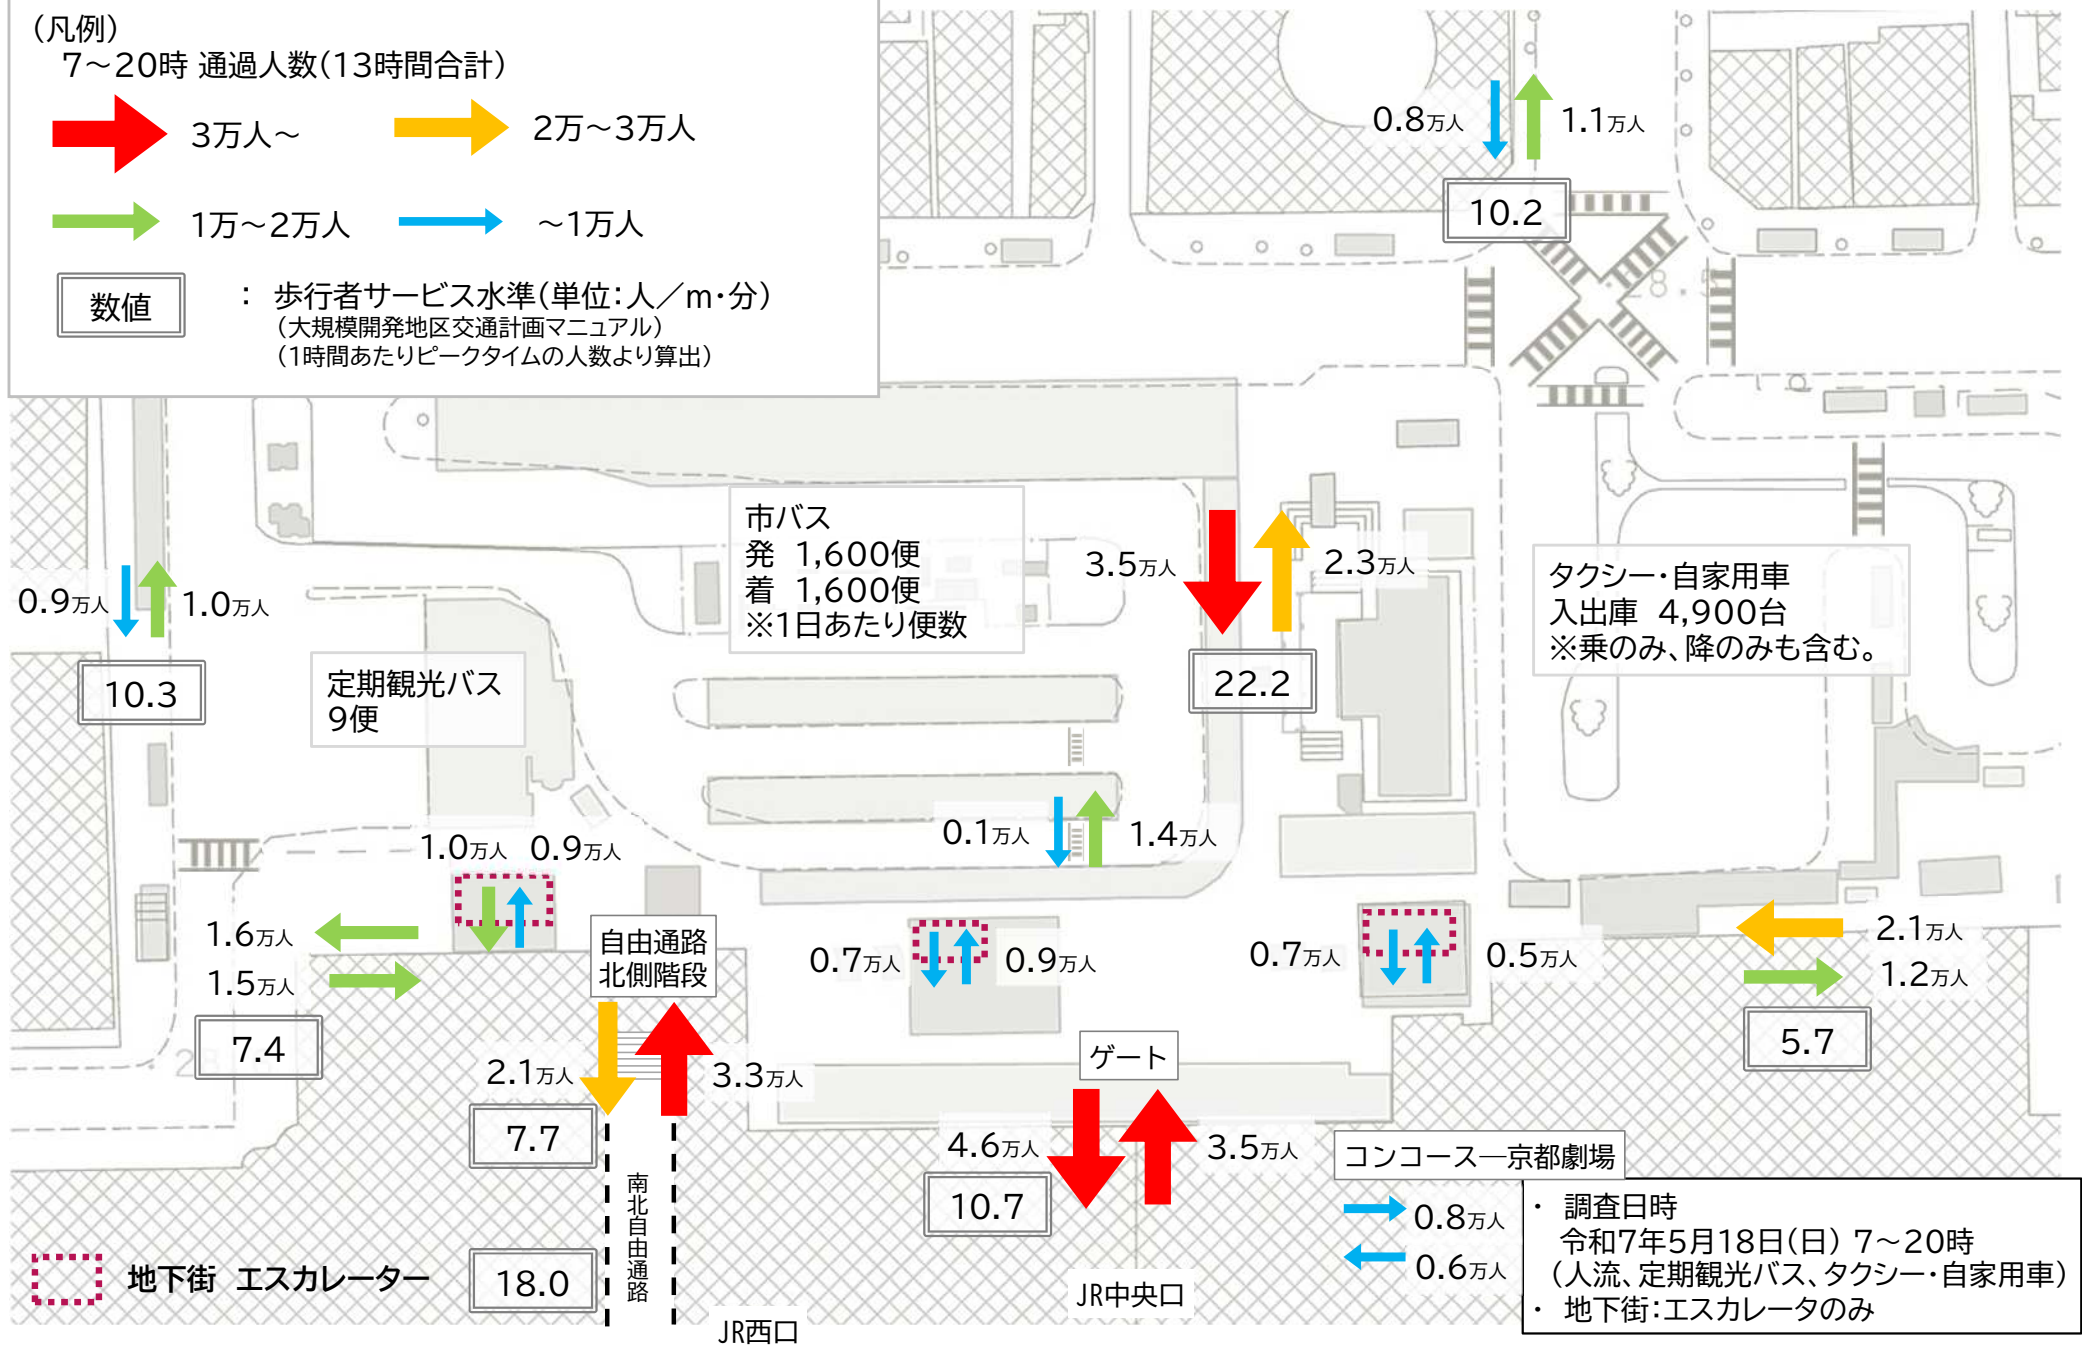 (凡例)
7～20時 通過人数(13時間合計)
3万人～
2万～3万人
1万～2万人
～1万人
数値
： 歩行者サービス水準(単位：人／m・分)
(大規模開発地区交通計画マニュアル)
(1時間あたりピークタイムの人数より算出)
0.8万人
1.1万人
10.2
市バス
発 1,600便
着 1,600便
※1日あたり便数
3.5万人
2.3万人
22.2
タクシー・自家用車
入出庫 4,900台
※乗のみ、降のみも含む。
0.9万人
1.0万人
10.3
定期観光バス
9便
0.1万人
1.4万人
1.0万人
0.9万人
1.6万人
1.5万人
7.4
自由通路
北側階段
0.7万人
0.9万人
0.7万人
0.5万人
2.1万人
1.2万人
5.7
2.1万人
3.3万人
7.7
ゲート
4.6万人
3.5万人
10.7
コンコース―京都劇場
0.8万人
0.6万人
地下街 エスカレーター
18.0
南北自由通路
JR西口
JR中央口
・ 調査日時
令和7年5月18日(日) 7～20時
(人流、定期観光バス、タクシー・自家用車)
・ 地下街：エスカレータのみ